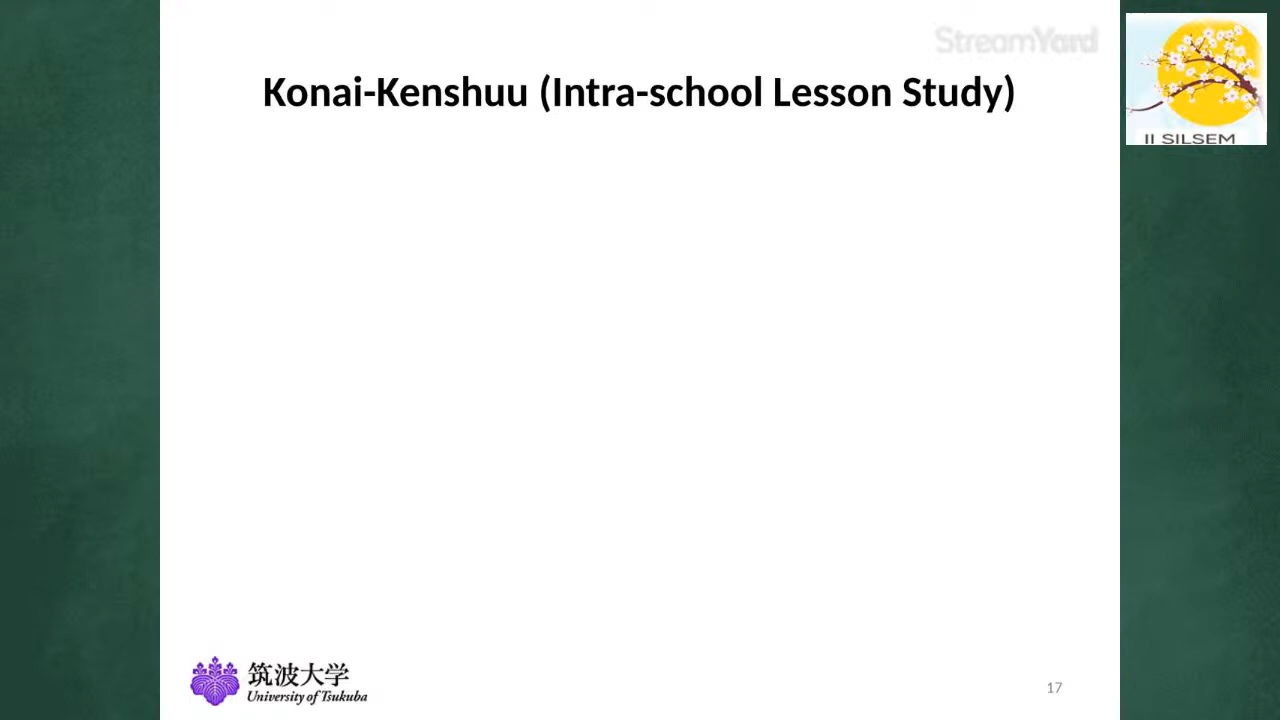 StreamYard
Konai-Kenshuu (Intra-school Lesson Study)
II SILSEM
筑波大学
University of Tsukuba
17